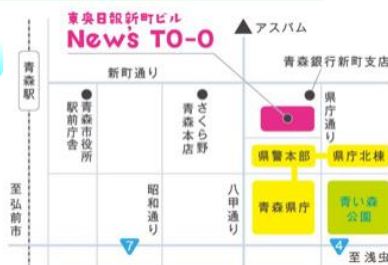 東奥日報新町ビル
News TO-O
アスパム
青森駅
新町通り
青森銀行新町支店
青森市役所
駅前庁舎
さくら野
青森本店
県庁通り
県警本部
県庁北棟
至弘前市
昭和通り
八甲通り
青森県庁
青い森
公園
7
4
至浅虫